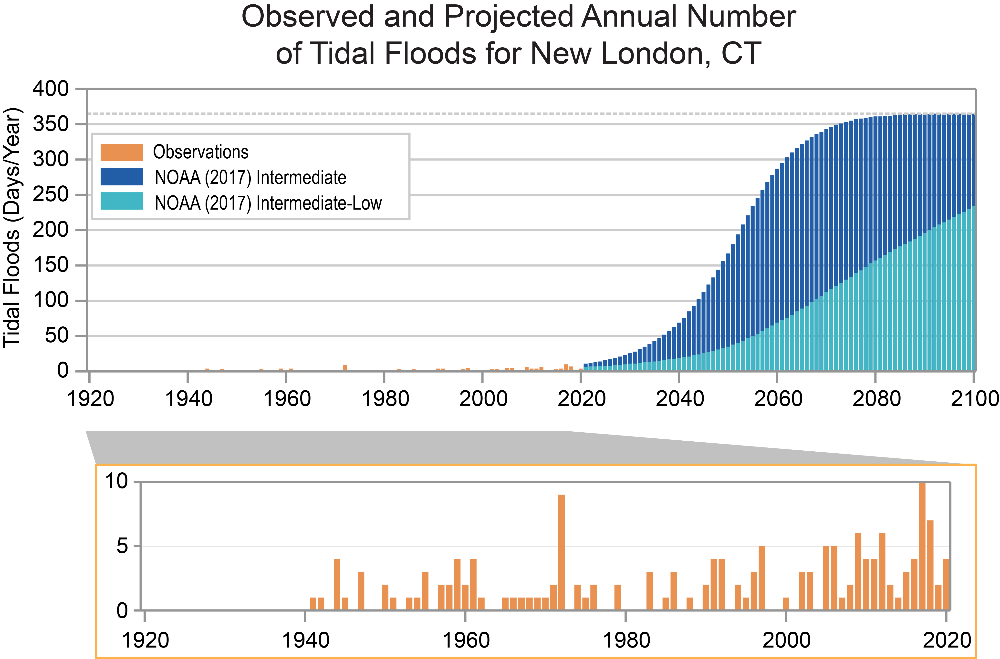 Observed and Projected Annual Number
of Tidal Floods for New London, CT
Tidal Floods (Days/Year)
400
350
300
250
200
150
100
50
0
Observations
NOAA (2017) Intermediate
NOAA (2017) Intermediate-Low
1920 1940 1960 1980 2000 2020 2040 2060 2080 2100
10
5
0
1920 1940 1960 1980 2000 2020